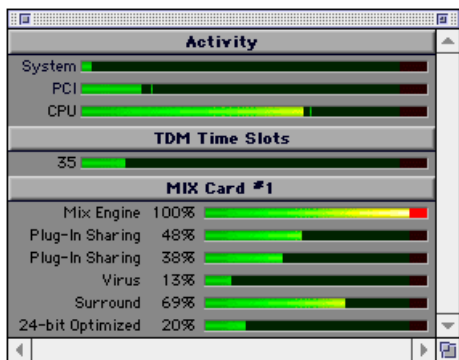 Activity
System
PCI
CPU
TDM Time Slots
35
MIX Card #1
Mix Engine 100%
Plug-In Sharing 48%
Plug-In Sharing 38%
Virus 13%
Surround 69%
24-bit Optimized 20%